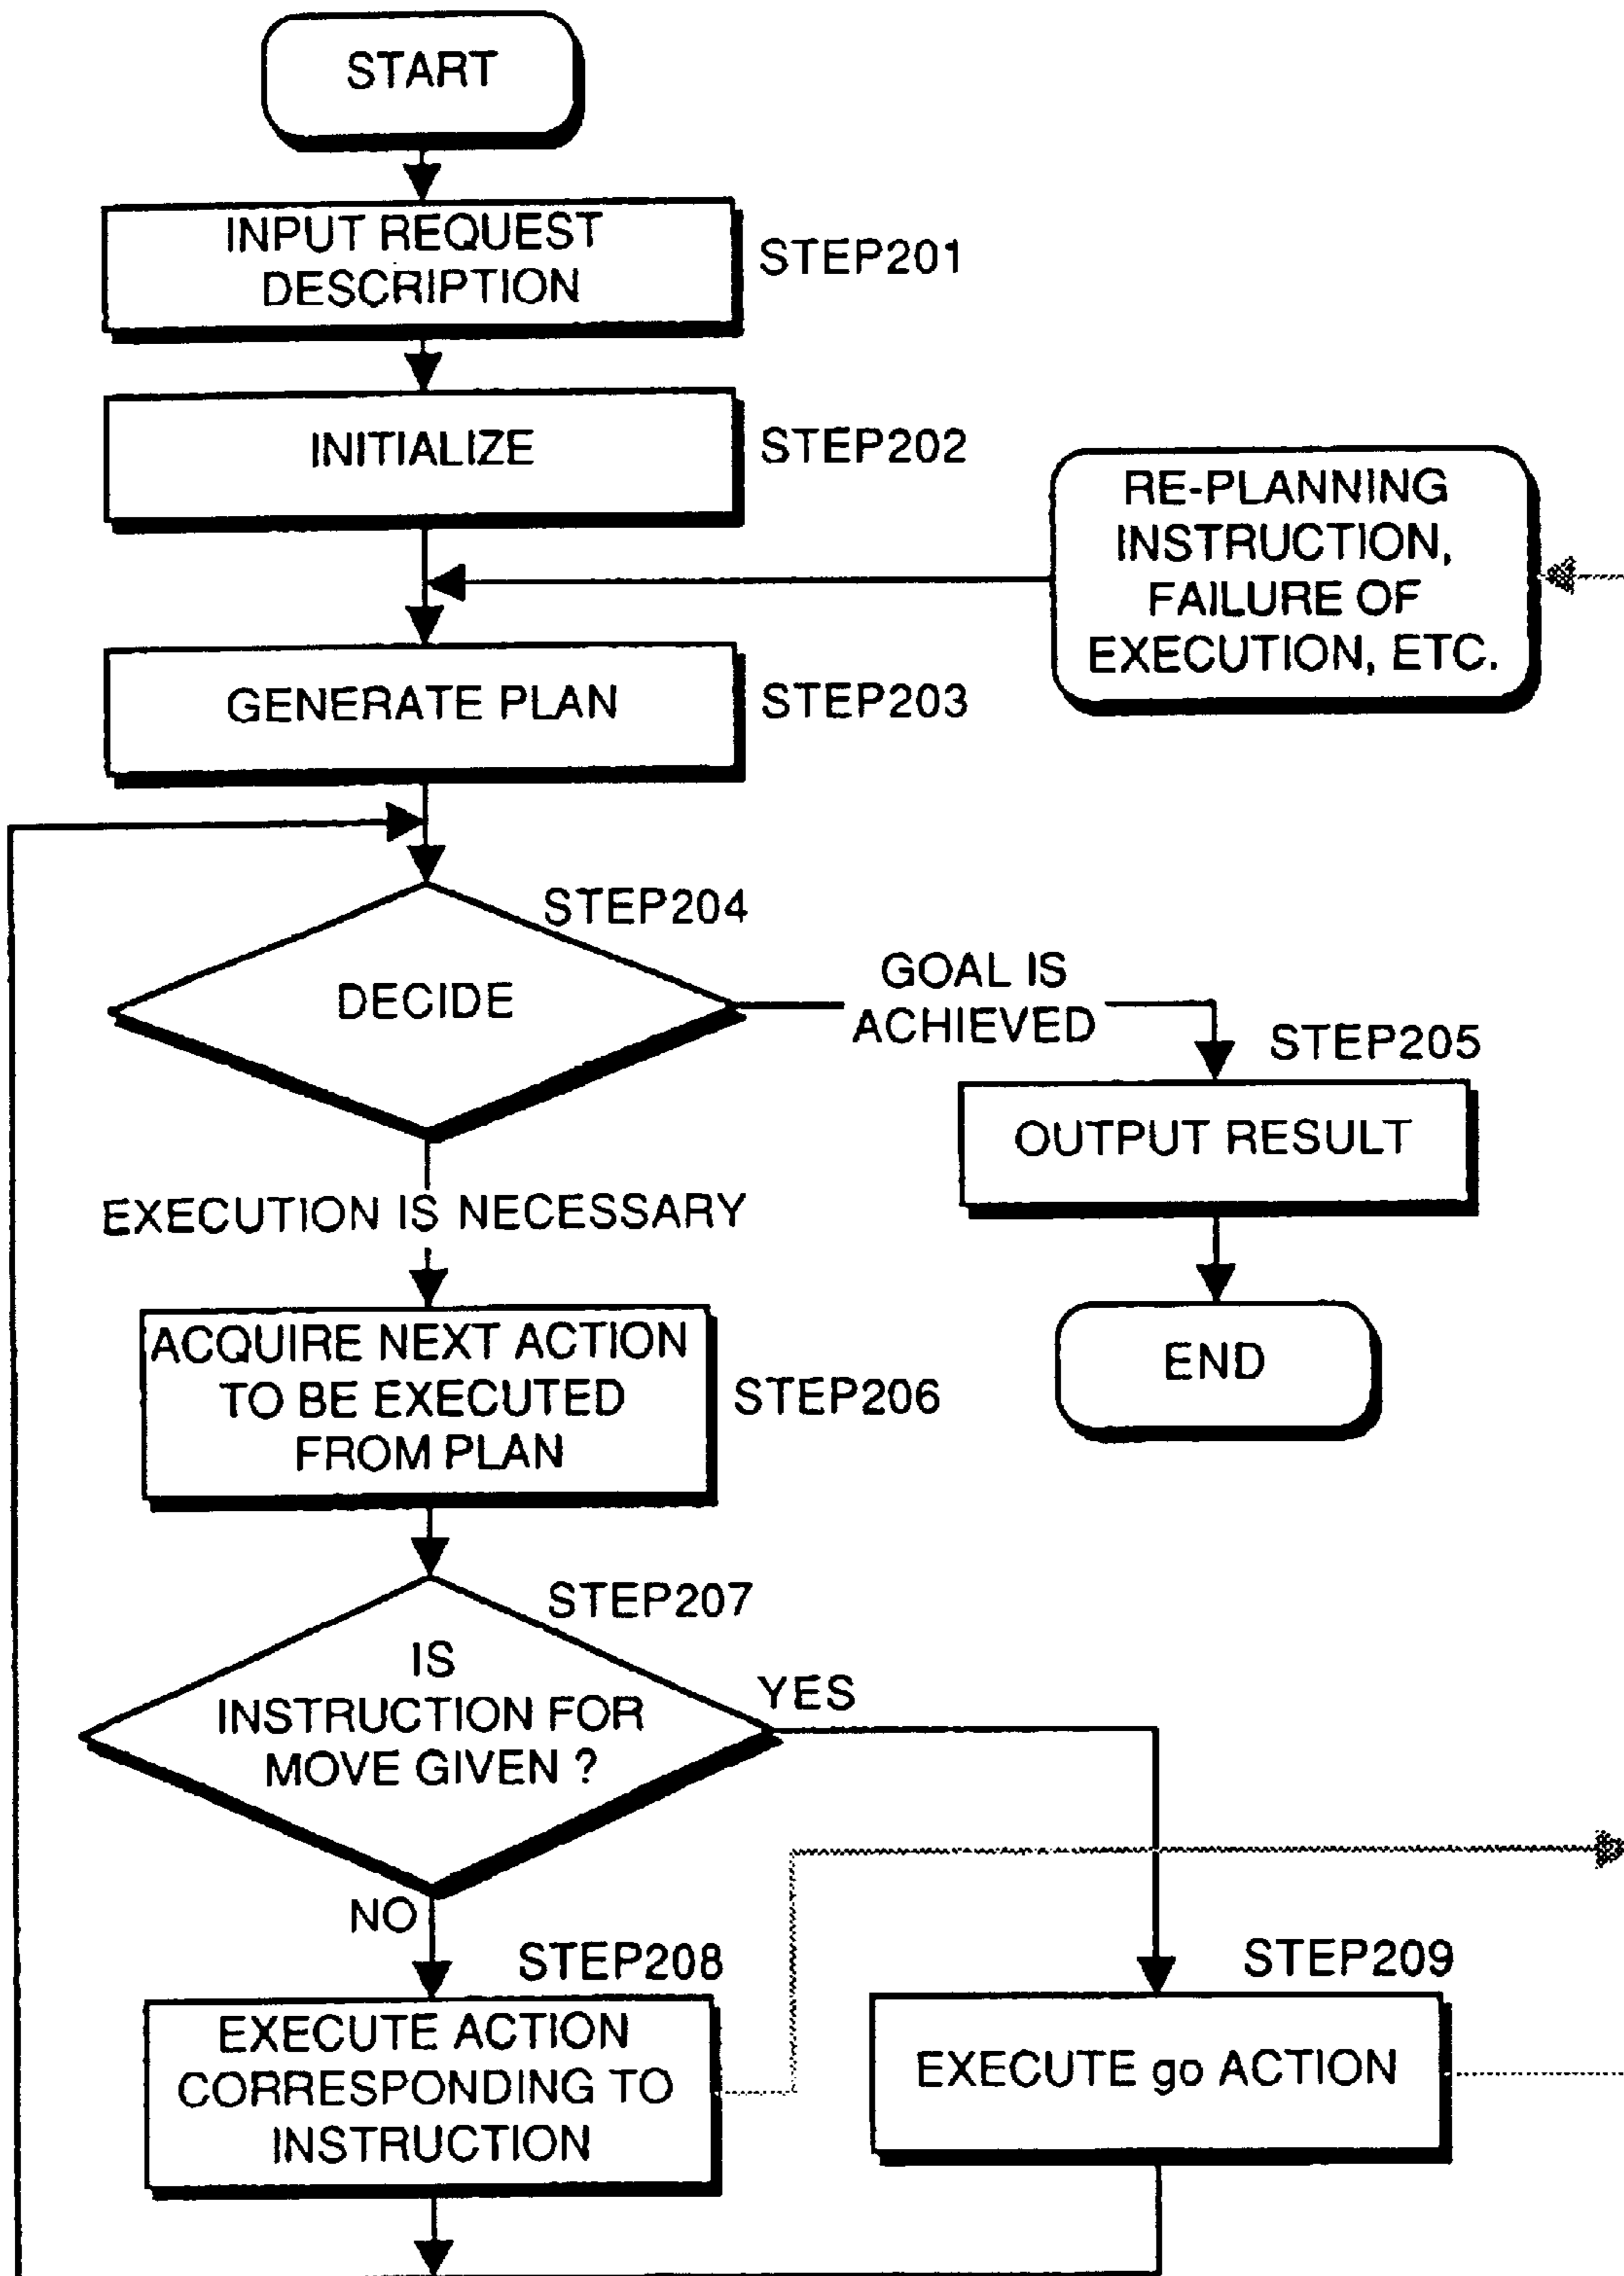 START
INPUT REQUEST
DESCRIPTION
STEP201
INITIALIZE
STEP202
RE-PLANNING
INSTRUCTION,
FAILURE OF
EXECUTION, ETC.
GENERATE PLAN
STEP203
STEP204
DECIDE
GOAL IS
ACHIEVED
STEP205
OUTPUT RESULT
END
EXECUTION IS NECESSARY
ACQUIRE NEXT ACTION
TO BE EXECUTED
FROM PLAN
STEP206
STEP207
IS
INSTRUCTION FOR
MOVE GIVEN ?
YES
NO
STEP208
EXECUTE ACTION
CORRESPONDING TO
INSTRUCTION
STEP209
EXECUTE go ACTION